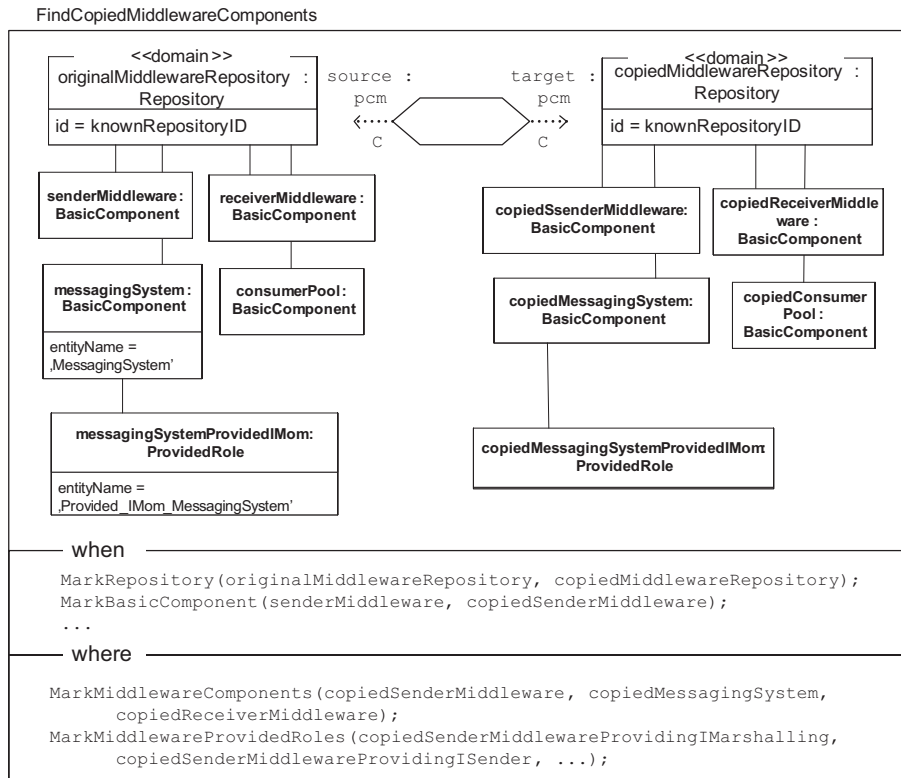 FindCopiedMiddlewareComponents
<<domain>>
originalMiddlewareRepository :
Repository
id = knownRepositoryID
source :
pcm
C
target :
pcm
C
<<domain>>
copiedMiddlewareRepository :
Repository
id = knownRepositoryID
senderMiddleware:
BasicComponent
receiverMiddleware:
BasicComponent
messagingSystem:
BasicComponent
entityName =
‚MessagingSystem’
consumerPool:
BasicComponent
messagingSystemProvidedIMom:
ProvidedRole
entityName =
‚Provided_IMom_MessagingSystem’
copiedSsenderMiddleware:
BasicComponent
copiedReceiverMiddle
ware :
BasicComponent
copiedMessagingSystem:
BasicComponent
copiedConsumer
Pool :
BasicComponent
copiedMessagingSystemProvidedIMom:
ProvidedRole
when
MarkRepository(originalMiddlewareRepository, copiedMiddlewareRepository);
MarkBasicComponent(senderMiddleware, copiedSenderMiddleware);
...
where
MarkMiddlewareComponents(copiedSenderMiddleware, copiedMessagingSystem,
copiedReceiverMiddleware);
MarkMiddlewareProvidedRoles(copiedSenderMiddlewareProvidingIMarshalling,
copiedSenderMiddlewareProvidingISender, ...);